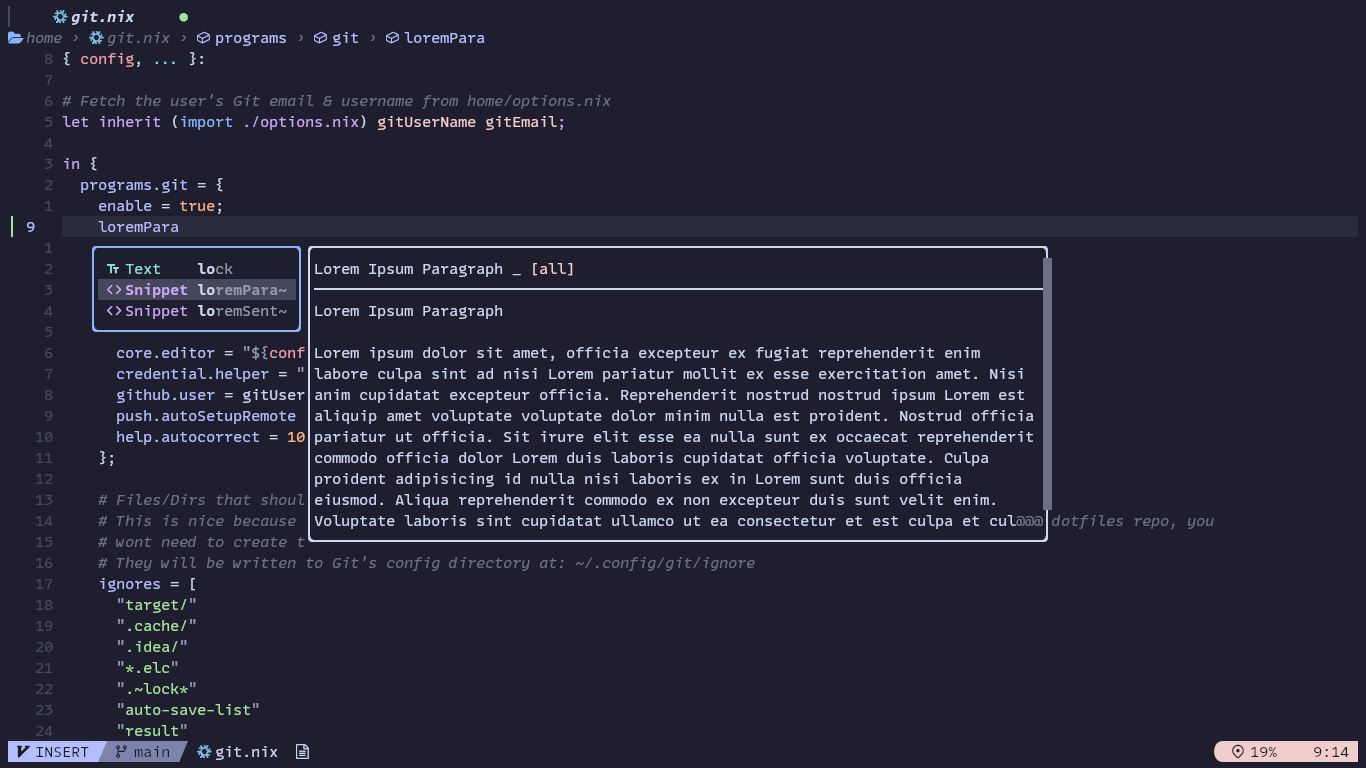 git.nix ●
home › git.nix › programs › git › loremPara
8 { config, ... }:
7
6 # Fetch the user's Git email & username from home/options.nix
5 let inherit (import ./options.nix) gitUserName gitEmail;
4
3 in {
2 programs.git = {
1 enable = true;
9 loremPara
1
2 Text lock Lorem Ipsum Paragraph _ [all]
3 Snippet loremPara~
4 Snippet loremSent~ Lorem Ipsum Paragraph
5
6 core.editor = "${conf Lorem ipsum dolor sit amet, officia excepteur ex fugiat reprehenderit enim
7 credential.helper = " labore culpa sint ad nisi Lorem pariatur mollit ex esse exercitation amet. Nisi
8 github.user = gitUser anim cupidatat excepteur officia. Reprehenderit nostrud nostrud ipsum Lorem est
9 push.autoSetupRemote aliquip amet voluptate voluptate dolor minim nulla est proident. Nostrud officia
10 help.autocorrect = 10 pariatur ut officia. Sit irure elit esse ea nulla sunt ex occaecat reprehenderit
11 }; commodo officia dolor Lorem duis laboris cupidatat officia voluptate. Culpa
12 proident adipisicing id nulla nisi laboris ex in Lorem sunt duis officia
13 # Files/Dirs that shoul eiusmod. Aliqua reprehenderit commodo ex non excepteur duis sunt velit enim.
14 # This is nice because Voluptate laboris sint cupidatat ullamco ut ea consectetur et est culpa et cul@@@ dotfiles repo, you
15 # wont need to create t
16 # They will be written to Git's config directory at: ~/.config/git/ignore
17 ignores = [
18 "target/"
19 ".cache/"
20 ".idea/"
21 "*.elc"
22 ".~lock*"
23 "auto-save-list"
24 "result"
INSERT main git.nix 19% 9:14